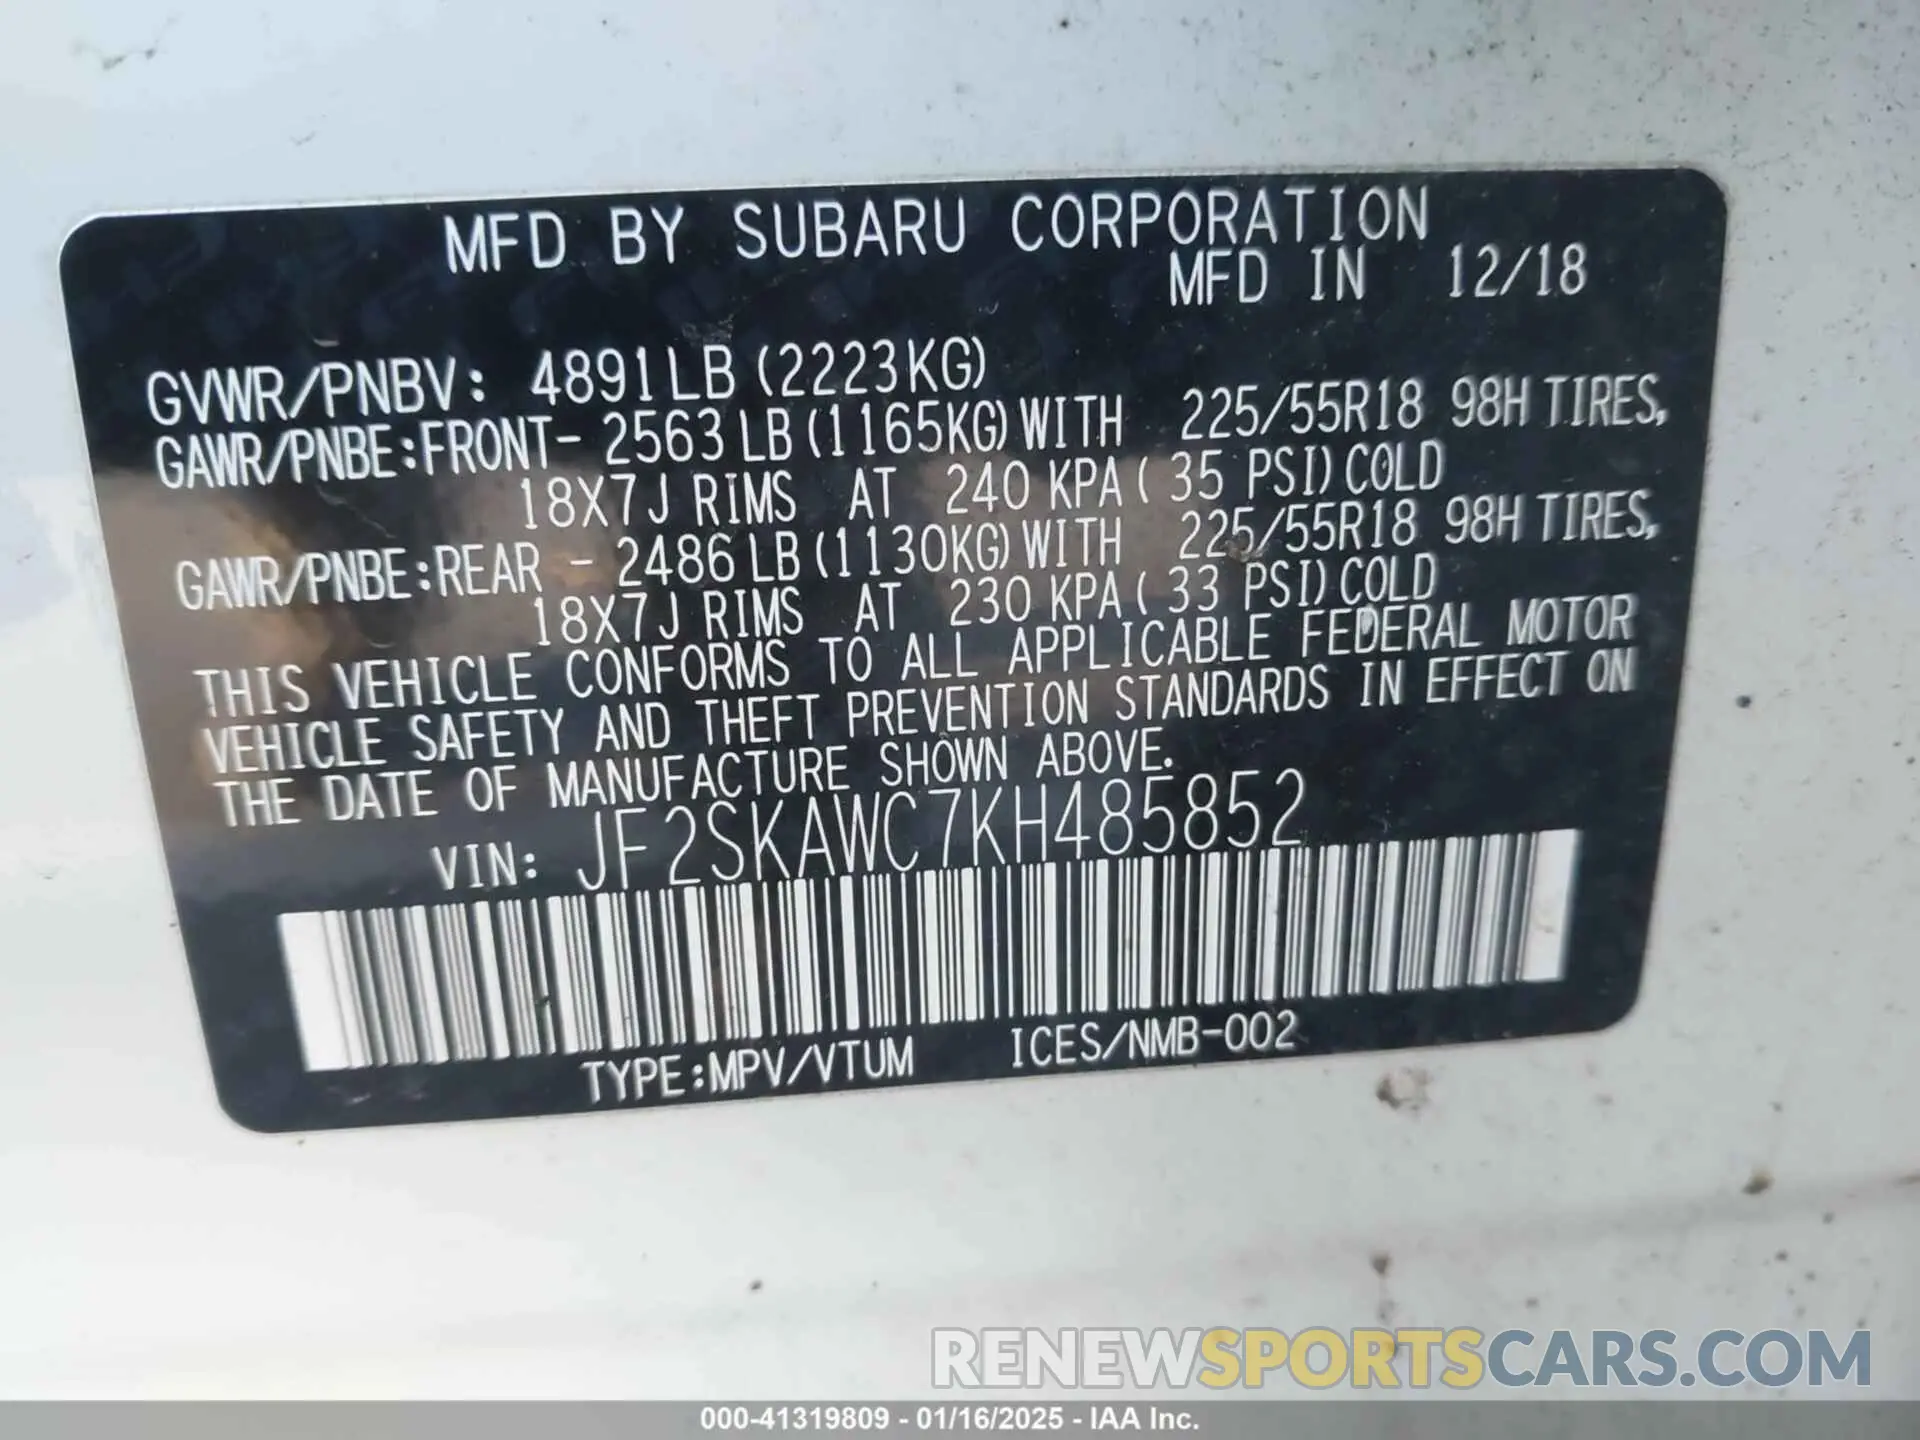 MFD BY SUBARU CORPORATION
MFD IN 12/18
GVWR/PNBV: 4891LB (2223KG)
GAWR/PNBE:FRONT- 2563 LB (1165KG) WITH 225/55R18 98H TIRES,
18X7J RIMS AT 240 KPA ( 35 PSI) COLD
GAWR/PNBE:REAR - 2486 LB (1130KG) WITH 225/55R18 98H TIRES,
18X7J RIMS AT 230 KPA ( 33 PSI) COLD
THIS VEHICLE CONFORMS TO ALL APPLICABLE FEDERAL MOTOR
VEHICLE SAFETY AND THEFT PREVENTION STANDARDS IN EFFECT ON
THE DATE OF MANUFACTURE SHOWN ABOVE.
VIN: JF2SKAWC7KH485852
TYPE:MPV/VTUM ICES/NMB-002
RENEWSPORTSCARS.COM
000-41319809 - 01/16/2025 - IAA Inc.